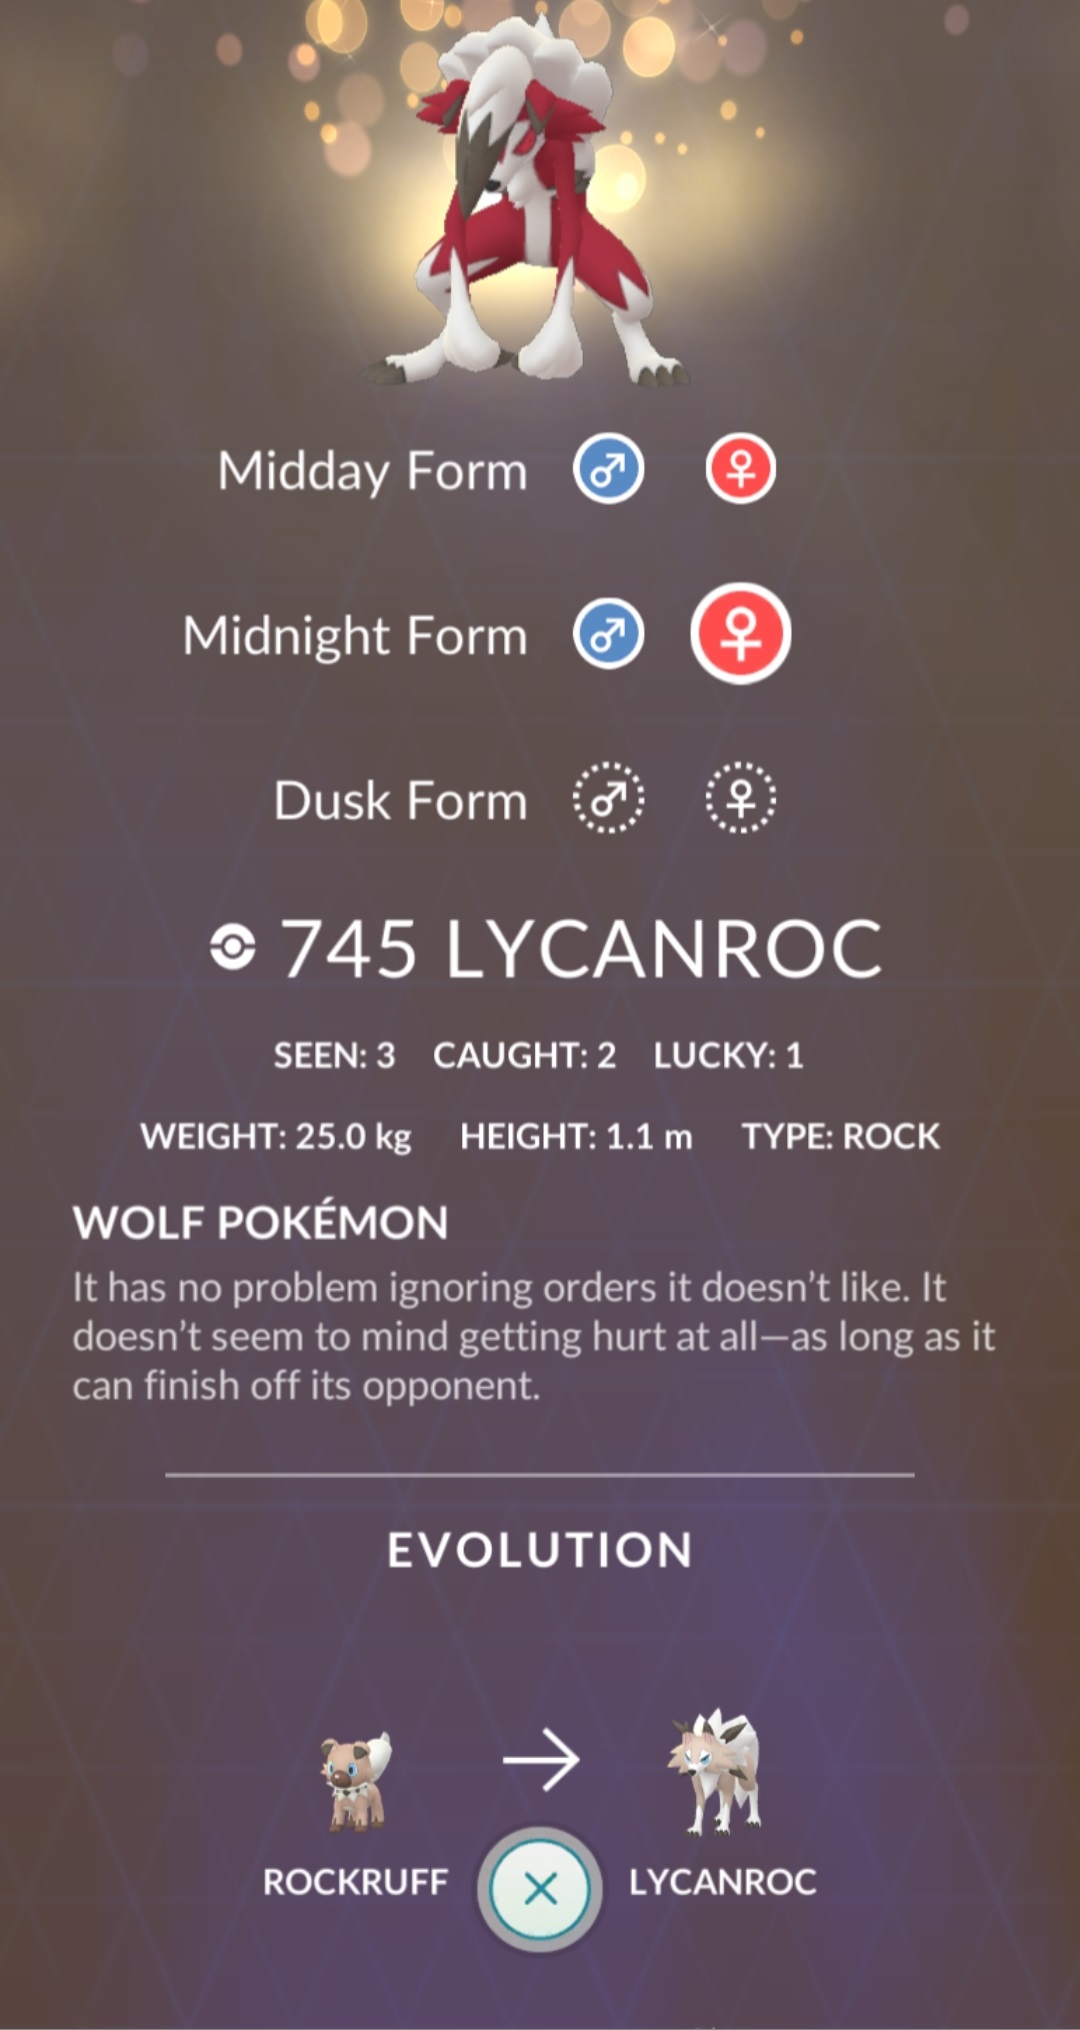 Midday Form
Midnight Form
Dusk Form
745 LYCANROC
SEEN: 3 CAUGHT: 2 LUCKY: 1
WEIGHT: 25.0 kg HEIGHT: 1.1 m TYPE: ROCK
WOLF POKÉMON
It has no problem ignoring orders it doesn’t like. It
doesn’t seem to mind getting hurt at all—as long as it
can finish off its opponent.
EVOLUTION
ROCKRUFF LYCANROC